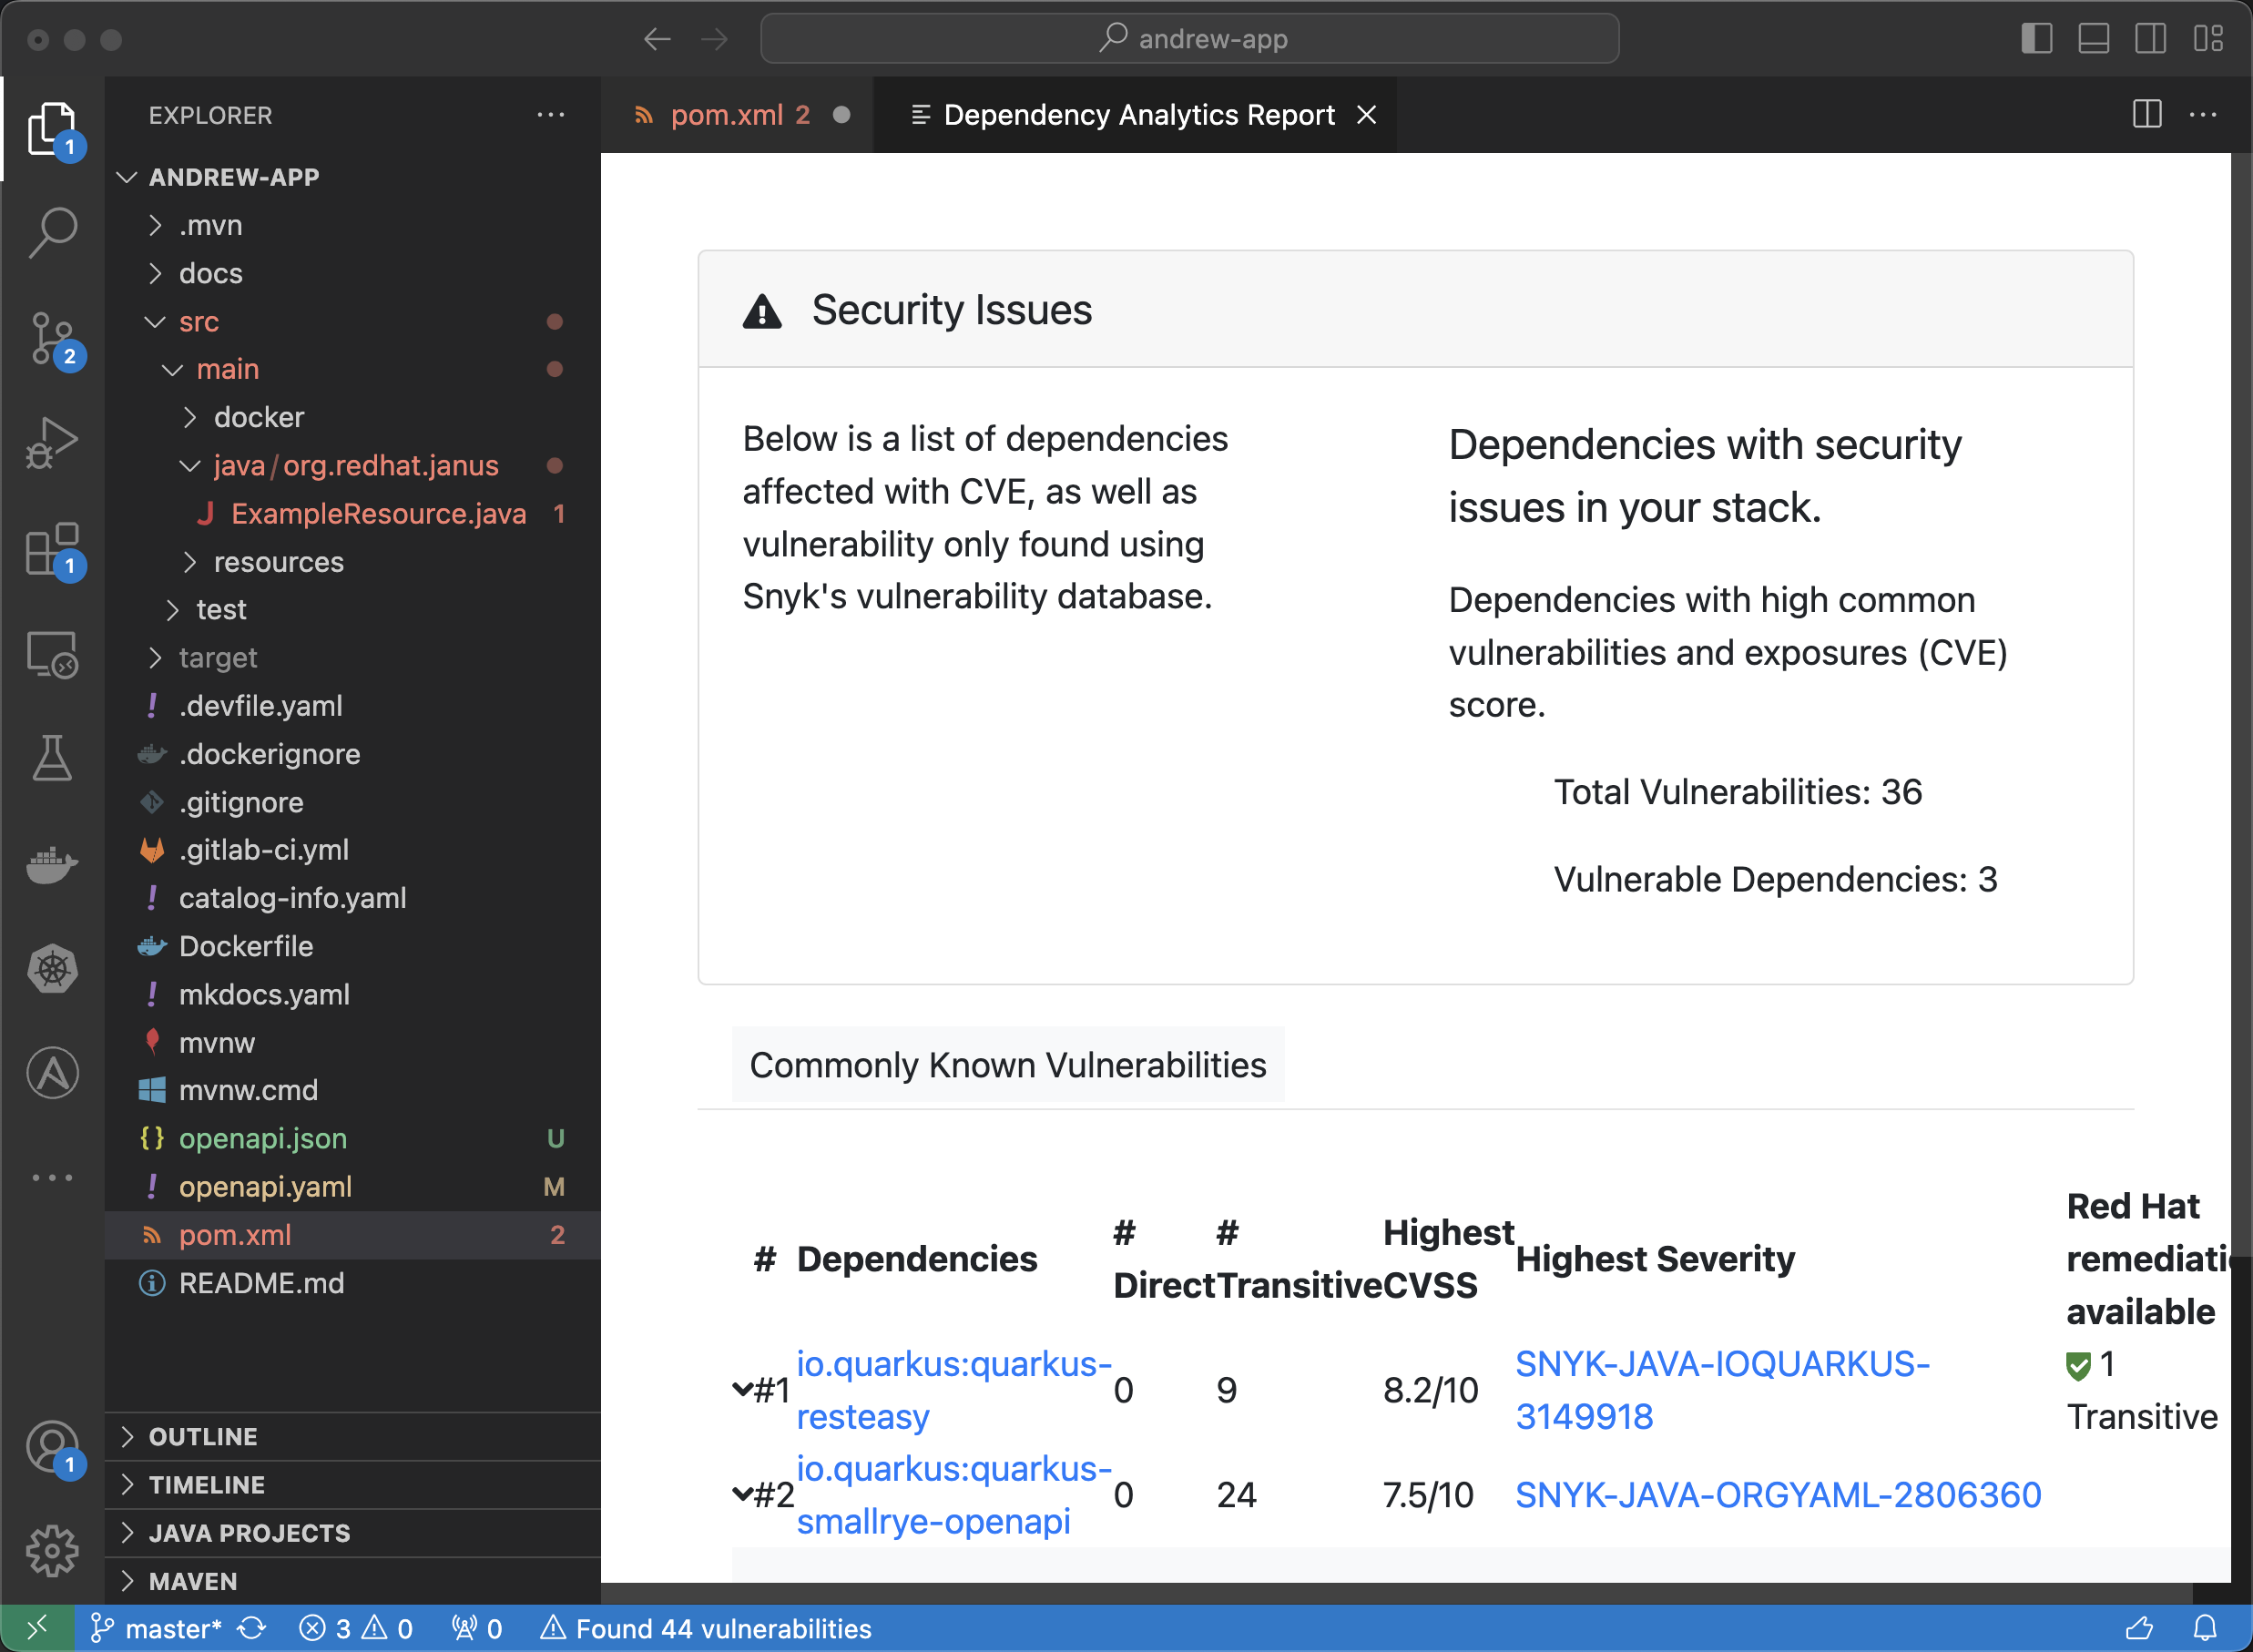 andrew-app
EXPLORER
pom.xml 2
Dependency Analytics Report
ANDREW-APP
.mvn
docs
src
main
docker
java/org.redhat.janus
J ExampleResource.java 1
resources
test
target
! .devfile.yaml
.dockerignore
.gitignore
.gitlab-ci.yml
! catalog-info.yaml
Dockerfile
! mkdocs.yaml
mvnw
mvnw.cmd
{} openapi.json U
! openapi.yaml M
pom.xml 2
README.md
OUTLINE
TIMELINE
JAVA PROJECTS
MAVEN
1
2
1
1
Security Issues
Below is a list of dependencies
affected with CVE, as well as
vulnerability only found using
Snyk's vulnerability database.
Dependencies with security
issues in your stack.
Dependencies with high common
vulnerabilities and exposures (CVE)
score.
Total Vulnerabilities: 36
Vulnerable Dependencies: 3
Commonly Known Vulnerabilities
# Dependencies
# Direct
# Transitive
Highest CVSS
Highest Severity
Red Hat
remediati
available
#1 io.quarkus:quarkus-
resteasy
0 9 8.2/10
SNYK-JAVA-IOQUARKUS-
3149918
1
Transitive
#2 io.quarkus:quarkus-
smallrye-openapi
0 24 7.5/10 SNYK-JAVA-ORGYAML-2806360
master* 3 0 0 Found 44 vulnerabilities